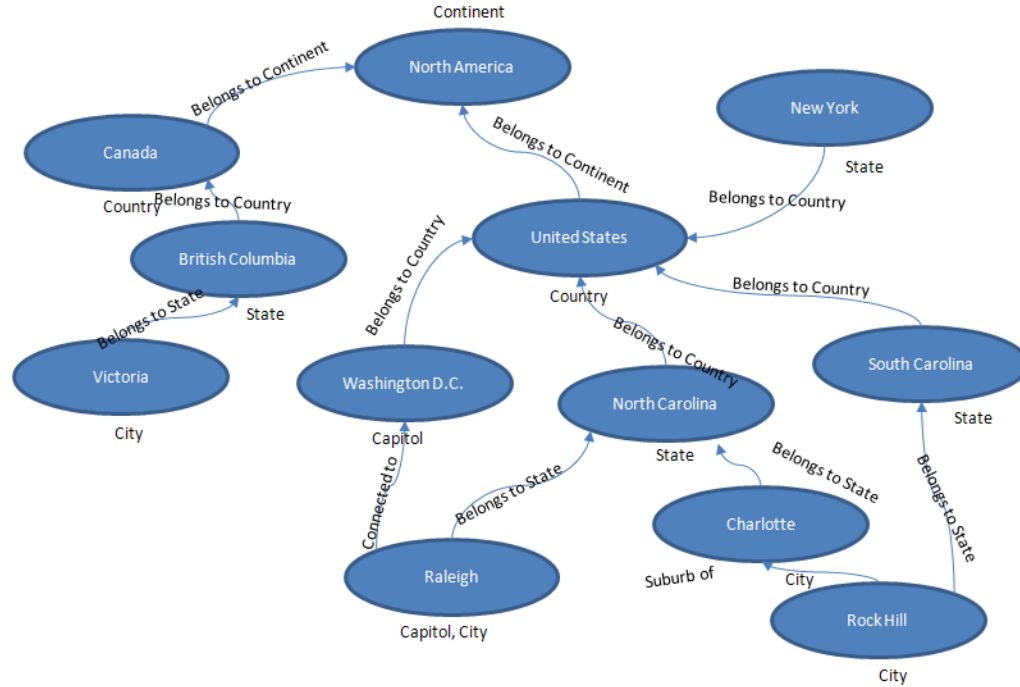 Continent
North America
Belongs to Continent
New York
Canada
Belongs to Continent
State
Country
Belongs to Country
Belongs to Country
United States
British Columbia
Belongs to Country
Country
Belongs to Country
State
Belongs to State
Belongs to Country
South Carolina
Victoria
Washington D.C.
North Carolina
City
Capitol
State
State
Connected to
Belongs to State
Belongs to State
Belongs to State
Charlotte
Raleigh
Suburb of
City
Rock Hill
Capitol, City
City